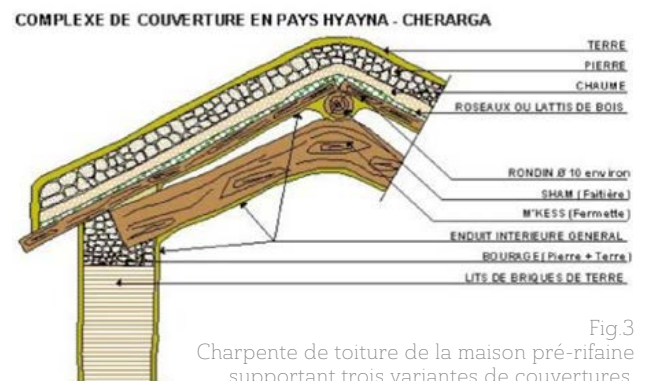 COMPLEXE DE COUVERTURE EN PAYS HYAYNA - CHERARGA
TERRE
PIERRE
CHAUME
ROSEAUX OU LATTIS DE BOIS
RONDIN Ø 10 environ
SHAM (Faitière)
M'KESS (Fermette)
ENDUIT INTERIEURE GENERAL
BOURAGE (Pierre + Terre)
LITS DE BRIQUES DE TERRE
Fig.3
Charpente de toiture de la maison pré-rifaine
supportant trois variantes de couvertures.